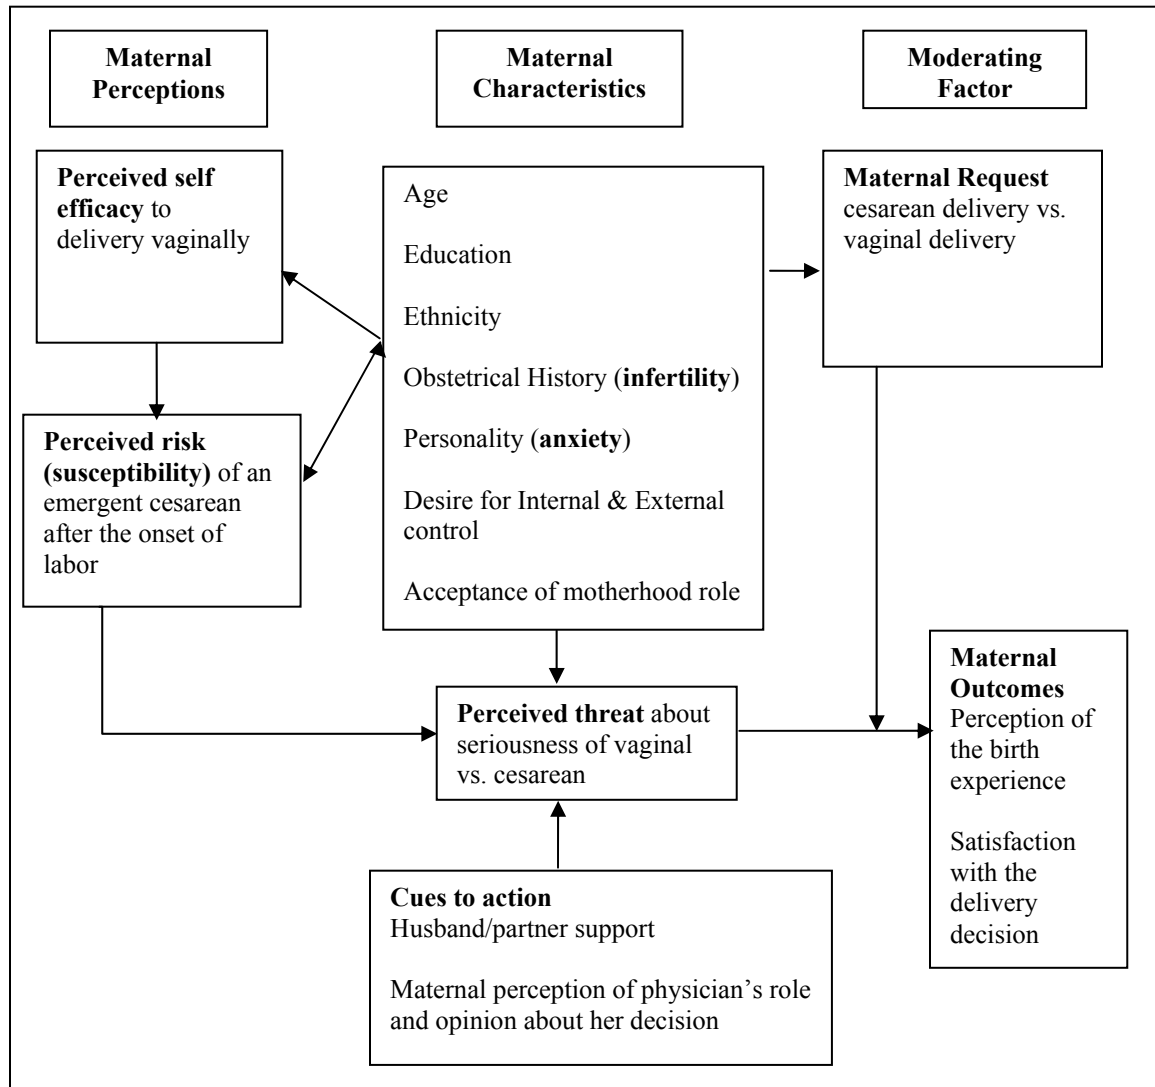 Maternal
Perceptions
Maternal
Characteristics
Moderating
Factor
Perceived self
efficacy to
delivery vaginally
Age
Education
Ethnicity
Obstetrical History (infertility)
Personality (anxiety)
Desire for Internal & External
control
Acceptance of motherhood role
Maternal Request
cesarean delivery vs.
vaginal delivery
Perceived risk
(susceptibility) of an
emergent cesarean
after the onset of
labor
Perceived threat about
seriousness of vaginal
vs. cesarean
Maternal
Outcomes
Perception of
the birth
experience
Satisfaction
with the
delivery
decision
Cues to action
Husband/partner support
Maternal perception of physician’s role
and opinion about her decision